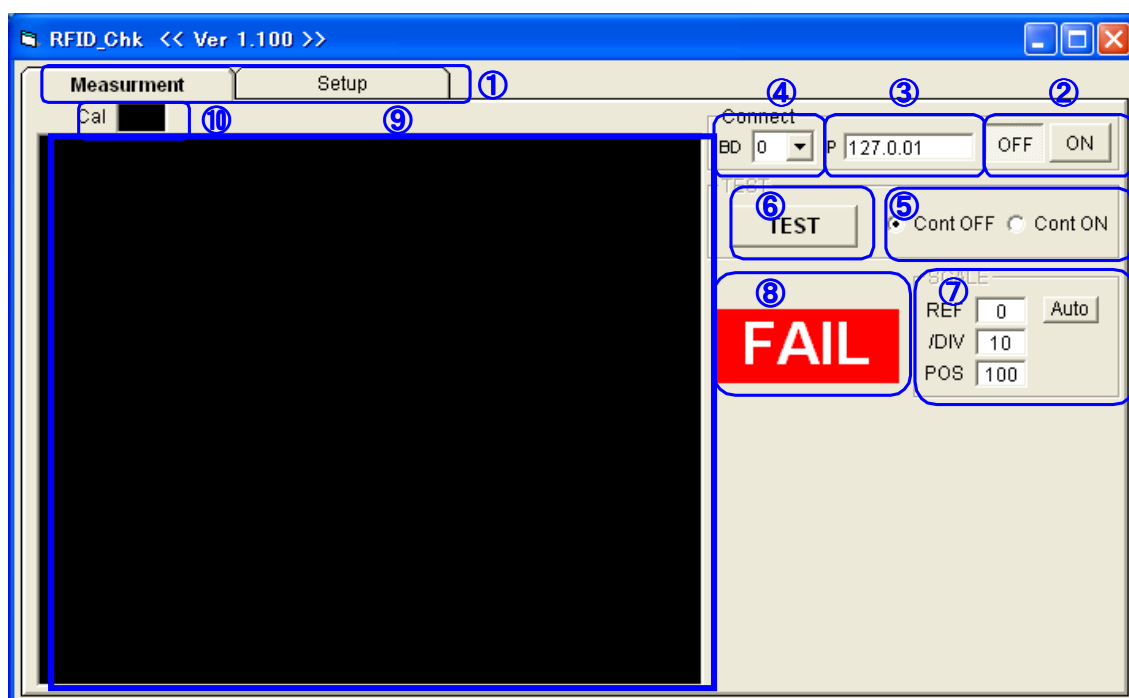 RFID_Chk << Ver 1.100 >>
Measurment Setup ①
Cal ⑩ ⑨
Connect ④ ③ ②
BD 0 P 127.0.01 OFF ON
TEST
⑥ TEST ⑤ Cont OFF Cont ON
⑧ FAIL
SCALE ⑦
REF 0 Auto
/DIV 10
POS 100